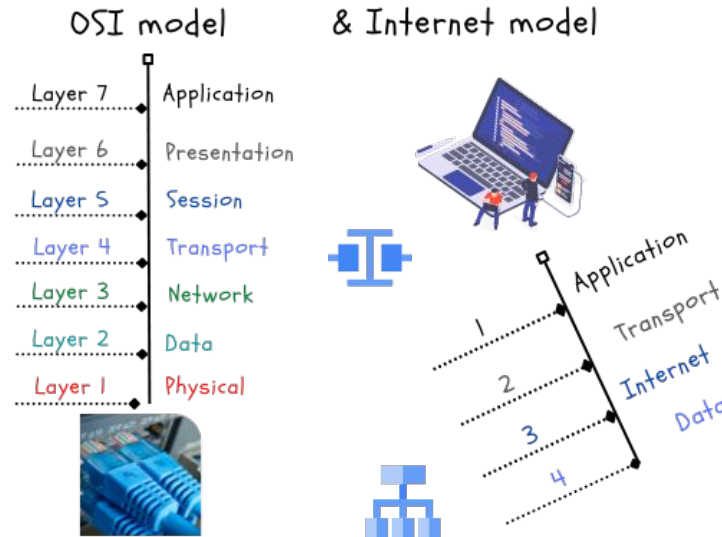 OSI model & Internet model
Layer 7 Application
Layer 6 Presentation
Layer 5 Session
Layer 4 Transport
Layer 3 Network
Layer 2 Data
Layer 1 Physical
Application
1
Transport
2
Internet
3
Data
4